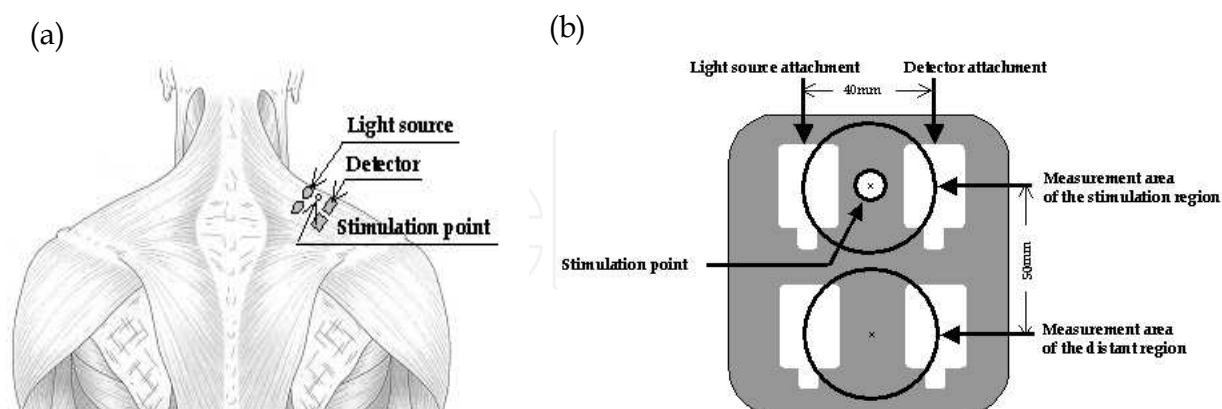 (a)
Light source
Detector
Stimulation point
(b)
Light source attachment
Detector attachment
40mm
Measurement area
of the stimulation region
Stimulation point
50mm
Measurement area
of the distant region